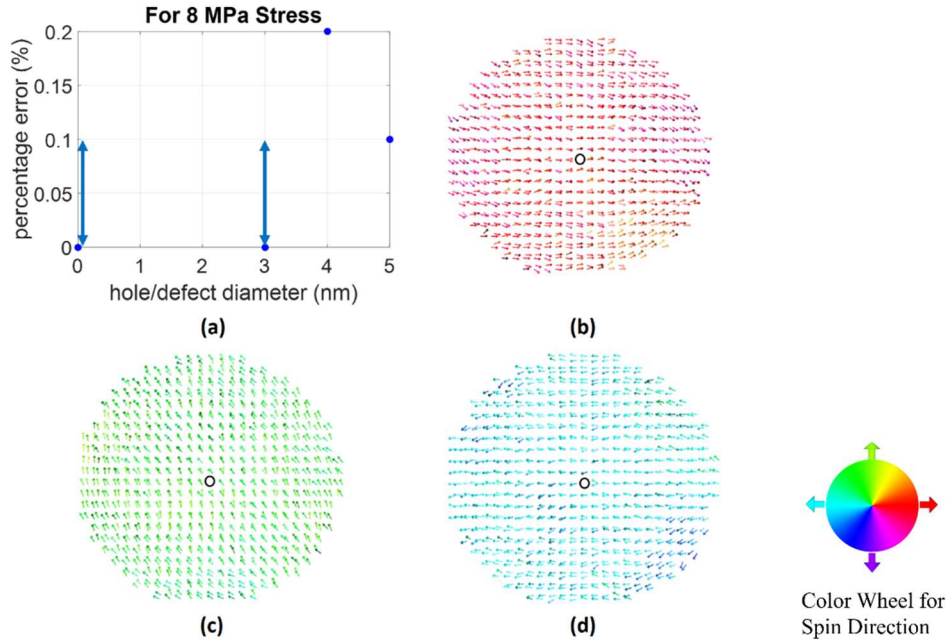 For 8 MPa Stress
percentage error (%)
0.2
0.15
0.1
0.05
0
0 1 2 3 4 5
hole/defect diameter (nm)
(a)
(b)
(c)
(d)
Color Wheel for
Spin Direction